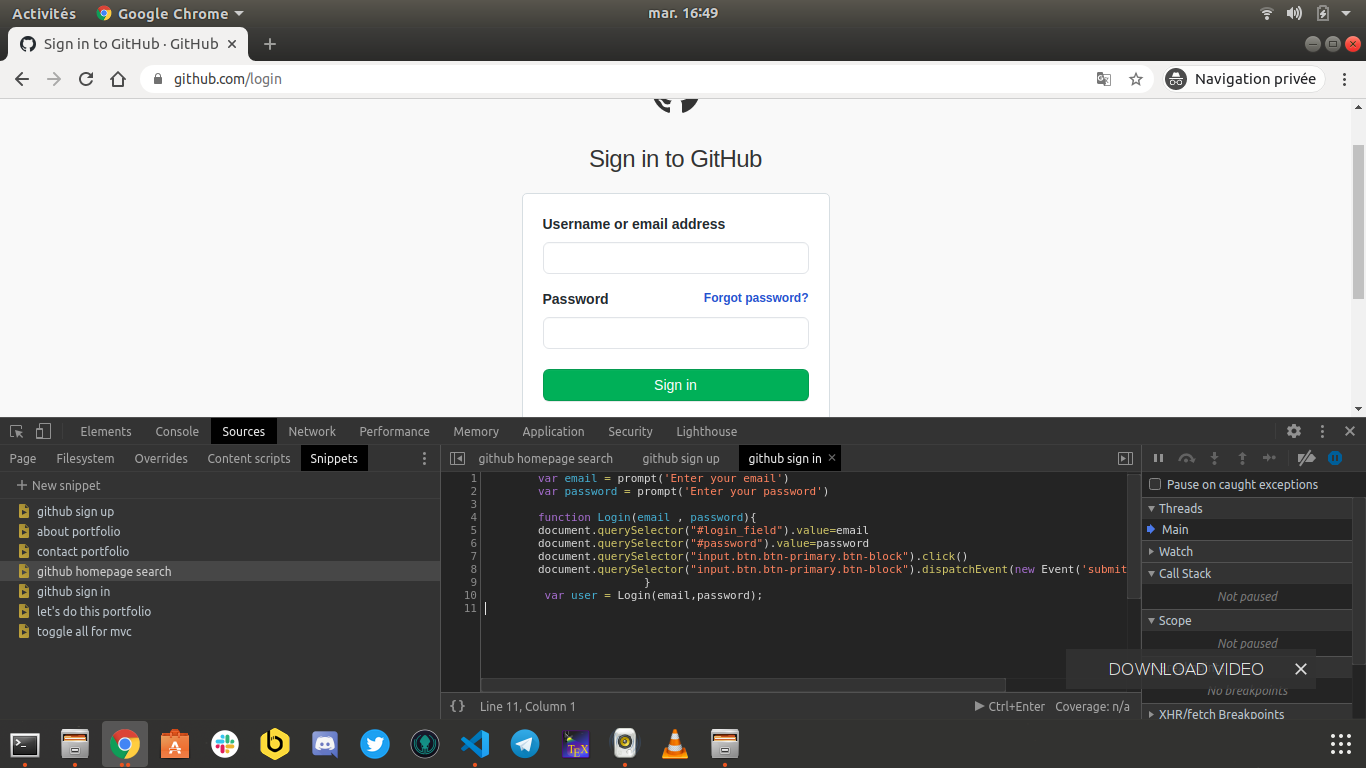 Activités Google Chrome mar. 16:49
Sign in to GitHub · GitHub
github.com/login Navigation privée
Sign in to GitHub
Username or email address
Password Forgot password?
Sign in
Elements Console Sources Network Performance Memory Application Security Lighthouse
Page Filesystem Overrides Content scripts Snippets
github homepage search github sign up github sign in
New snippet
github sign up
about portfolio
contact portfolio
github homepage search
github sign in
let's do this portfolio
toggle all for mvc
1 var email = prompt('Enter your email')
2 var password = prompt('Enter your password')
3
4 function Login(email , password){
5 document.querySelector("#login_field").value=email
6 document.querySelector("#password").value=password
7 document.querySelector("input.btn.btn-primary.btn-block").click()
8 document.querySelector("input.btn.btn-primary.btn-block").dispatchEvent(new Event('submit
9 }
10 var user = Login(email,password);
11
{} Line 11, Column 1 Ctrl+Enter Coverage: n/a
Pause on caught exceptions
Threads
Main
Watch
Call Stack
Not paused
Scope
Not paused
DOWNLOAD VIDEO
No breakpoints
XHR/fetch Breakpoints
TEX